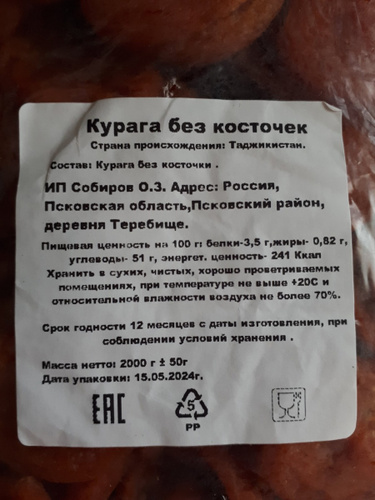 Курага без косточек
Страна происхождения: Таджикистан.
Состав: Курага без косточки .
ИП Собиров О.З. Адрес: Россия,
Псковская область,Псковский район,
деревня Теребище.
Пищевая ценность на 100 г: белки-3,5 г,жиры- 0,82 г,
углеводы- 51 г, энергет. ценность- 241 Ккал
Хранить в сухих, чистых, хорошо проветриваемых
помещениях, при температуре не выше +20С и
относительной влажности воздуха не более 70%.
Срок годности 12 месяцев с даты изготовления, при
соблюдении условий хранения .
Масса нетто: 2000 г ± 50г
Дата упаковки: 15.05.2024г.
EAC
5
PP